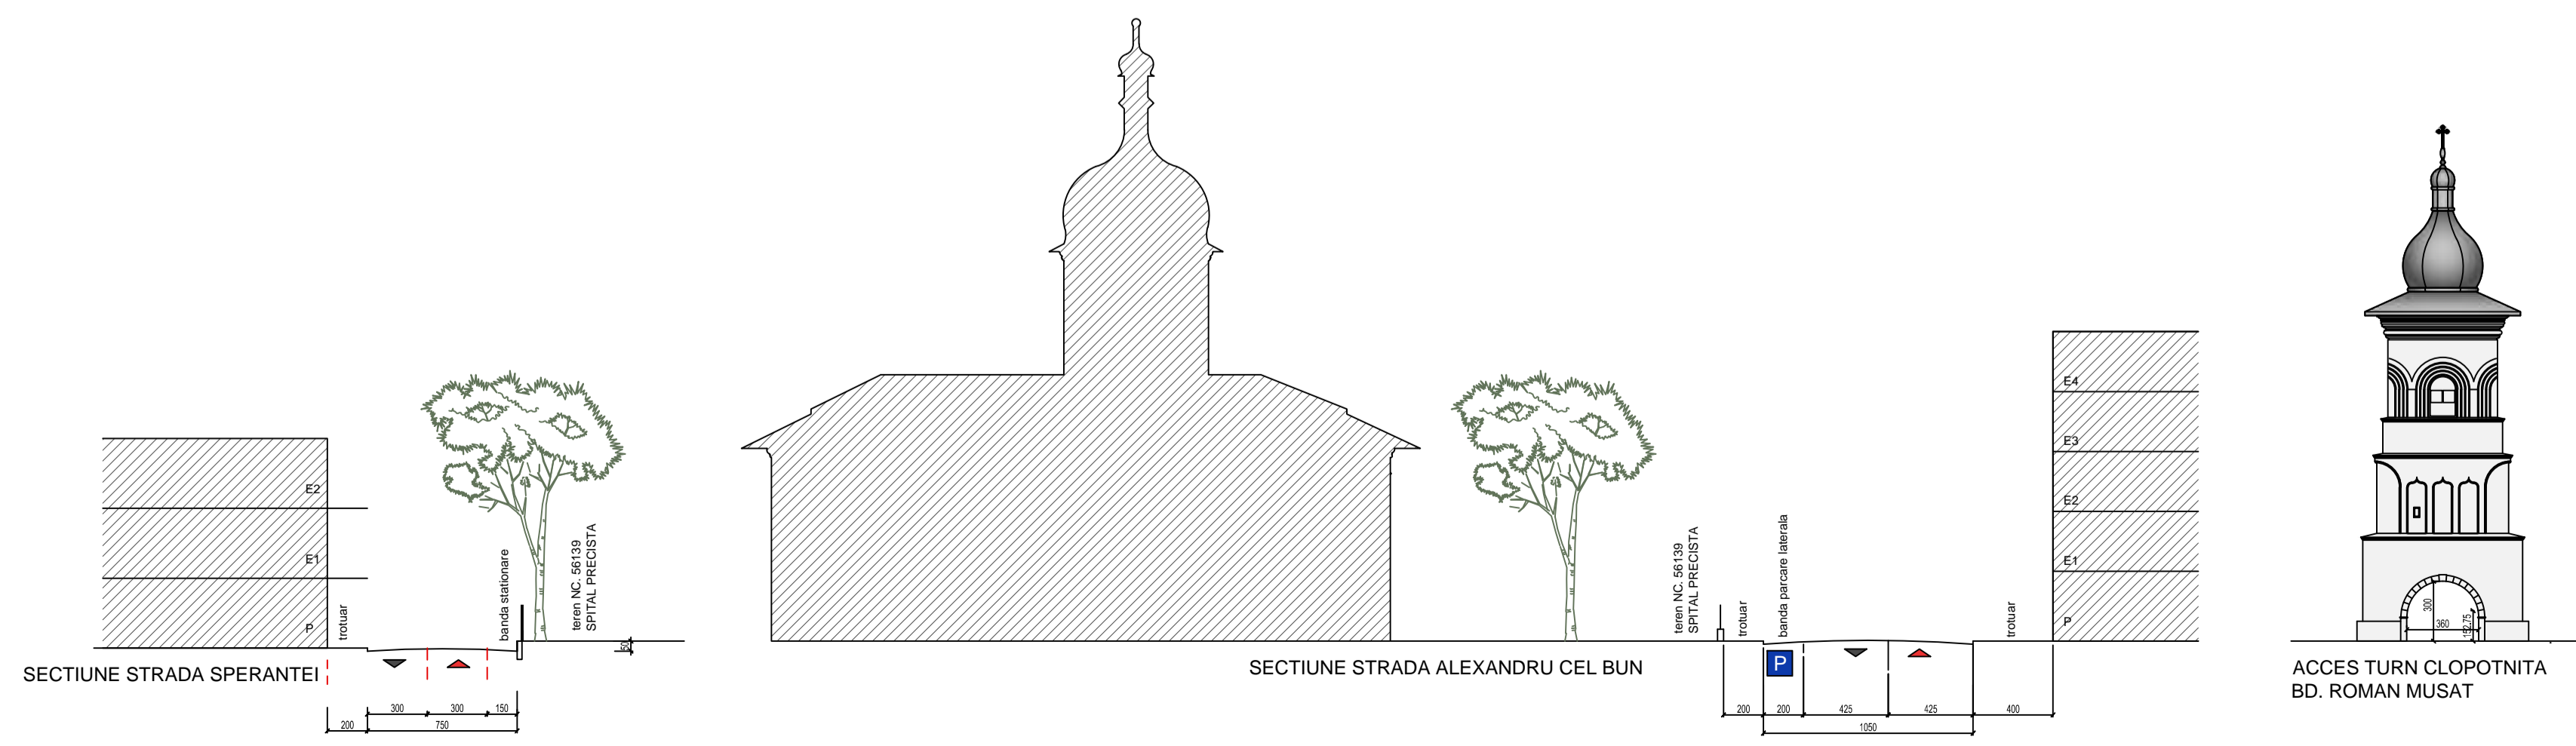 E2
E1
P
trotuar
banda stationare
teren NC. 56139
SPITAL PRECISTA
50
SECTIUNE STRADA SPERANTEI
300
300
150
200
750
SECTIUNE STRADA ALEXANDRU CEL BUN
teren NC. 56139
SPITAL PRECISTA
trotuar
banda parcare laterala
P
trotuar
E4
E3
E2
E1
P
200
200
425
425
400
1050
300
360
152,75
ACCES TURN CLOPOTNITA
BD. ROMAN MUSAT